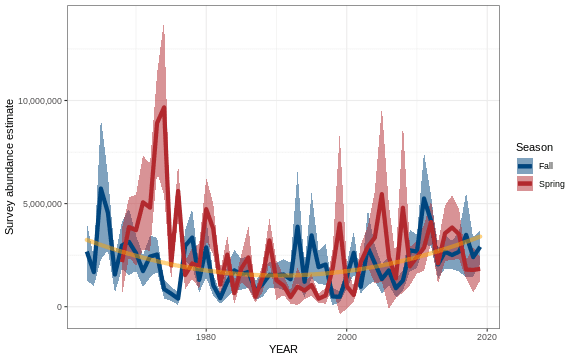 Survey abundance estimate
10,000,000
5,000,000
0
1980
2000
2020
YEAR
Season
Fall
Spring